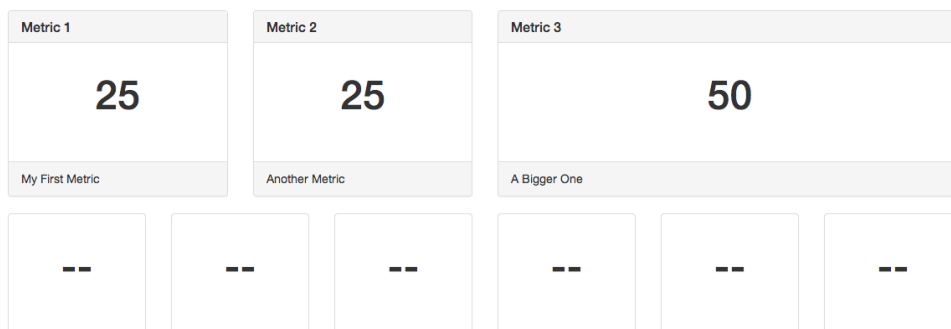 Metric 1
Metric 2
Metric 3
25
25
50
My First Metric
Another Metric
A Bigger One
--
--
--
--
--
--